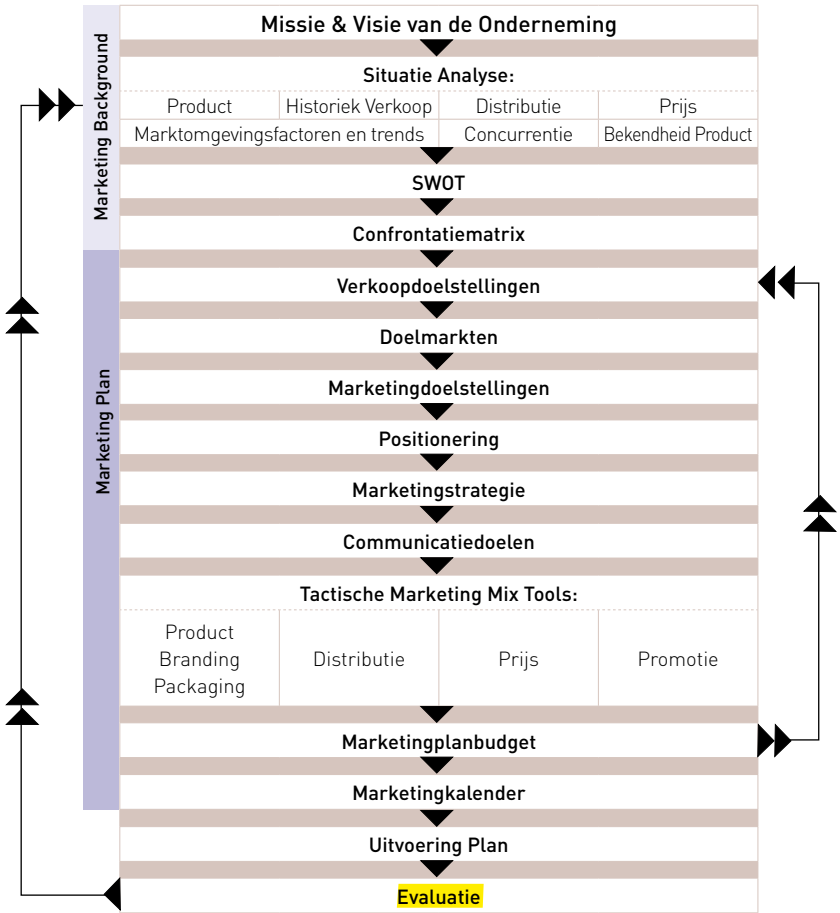 Marketing Background
Missie & Visie van de Onderneming
Situatie Analyse:
Product Historiek Verkoop Distributie Prijs
Marktomgevingsfactoren en trends Concurrentie Bekendheid Product
SWOT
Confrontatiematrix
Marketing Plan
Verkoopdoelstellingen
Doelmarkten
Marketingdoelstellingen
Positionering
Marketingstrategie
Communicatiedoelen
Tactische Marketing Mix Tools:
Product
Branding
Packaging
Distributie
Prijs
Promotie
Marketingplanbudget
Marketingkalender
Uitvoering Plan
Evaluatie